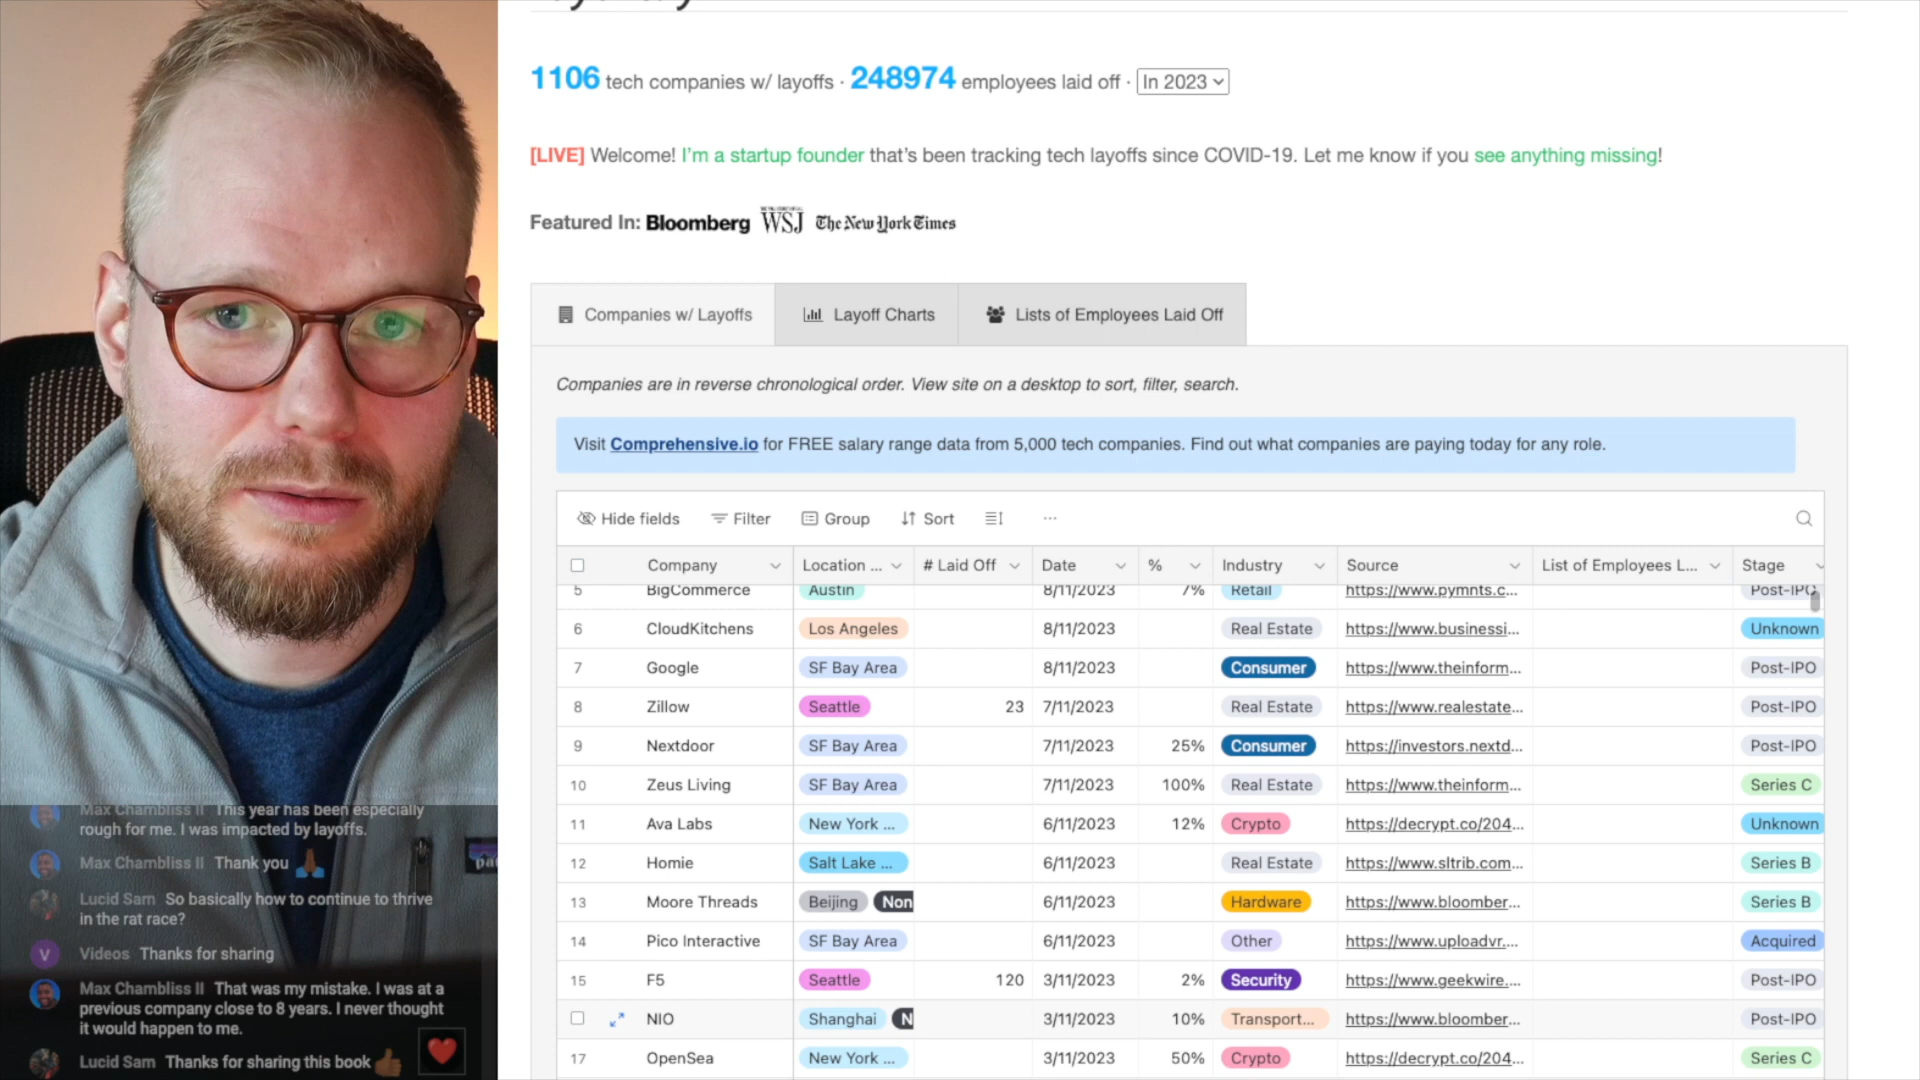 1106 tech companies w/ layoffs · 248974 employees laid off · In 2023
[LIVE] Welcome! I'm a startup founder that's been tracking tech layoffs since COVID-19. Let me know if you see anything missing!
Featured In: Bloomberg WSJ The New York Times
Companies w/ Layoffs Layoff Charts Lists of Employees Laid Off
Companies are in reverse chronological order. View site on a desktop to sort, filter, search.
Visit Comprehensive.io for FREE salary range data from 5,000 tech companies. Find out what companies are paying today for any role.
Hide fields Filter Group Sort ...
Company Location ... # Laid Off Date % Industry Source List of Employees L... Stage
5 BigCommerce Austin 8/11/2023 7% Retail https://www.pymnts.c... Post-IPO
6 CloudKitchens Los Angeles 8/11/2023 Real Estate https://www.businessi... Unknown
7 Google SF Bay Area 8/11/2023 Consumer https://www.theinform... Post-IPO
8 Zillow Seattle 23 7/11/2023 Real Estate https://www.realestate... Post-IPO
9 Nextdoor SF Bay Area 7/11/2023 25% Consumer https://investors.nextd... Post-IPO
10 Zeus Living SF Bay Area 7/11/2023 100% Real Estate https://www.theinform... Series C
11 Ava Labs New York ... 6/11/2023 12% Crypto https://decrypt.co/204... Unknown
12 Homie Salt Lake ... 6/11/2023 Real Estate https://www.sltrib.com... Series B
13 Moore Threads Beijing Non 6/11/2023 Hardware https://www.bloomber... Series B
14 Pico Interactive SF Bay Area 6/11/2023 Other https://www.uploadvr.... Acquired
15 F5 Seattle 120 3/11/2023 2% Security https://www.geekwire.... Post-IPO
NIO Shanghai N 3/11/2023 10% Transport... https://www.bloomber... Post-IPO
17 OpenSea New York ... 3/11/2023 50% Crypto https://decrypt.co/204... Series C
Max Chambliss II This year has been especially
rough for me. I was impacted by layoffs.
Max Chambliss II Thank you
Lucid Sam So basically how to continue to thrive
in the rat race?
V Videos Thanks for sharing
Max Chambliss II That was my mistake. I was at a
previous company close to 8 years. I never thought
it would happen to me.
Lucid Sam Thanks for sharing this book